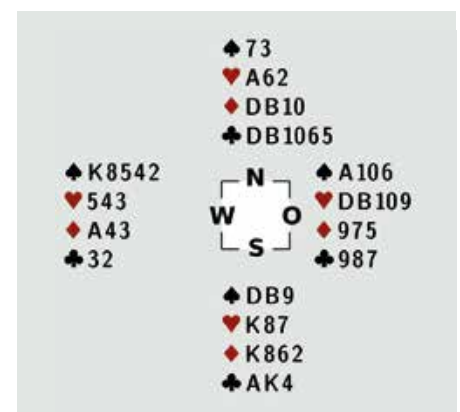 ♠73
♥A62
♦DB10
♣DB1065
♠K8542
♥543
♦A43
♣32
N
W O
S
♠A106
♥DB109
♦975
♣987
♠DB9
♥K87
♦K862
♣AK4